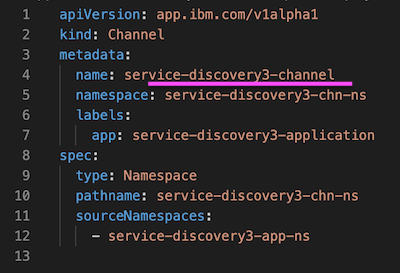 1 apiVersion: app.ibm.com/v1alpha1
2 kind: Channel
3 metadata:
4 name: service-discovery3-channel
5 namespace: service-discovery3-chn-ns
6 labels:
7 app: service-discovery3-application
8 spec:
9 type: Namespace
10 pathname: service-discovery3-chn-ns
11 sourceNamespaces:
12 - service-discovery3-app-ns
13